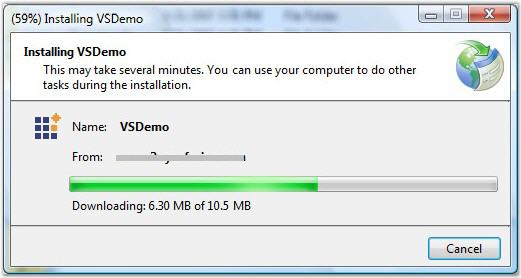 (59%) Installing VSDemo
Installing VSDemo
This may take several minutes. You can use your computer to do other
tasks during the installation.
Name: VSDemo
From:
Downloading: 6.30 MB of 10.5 MB
Cancel